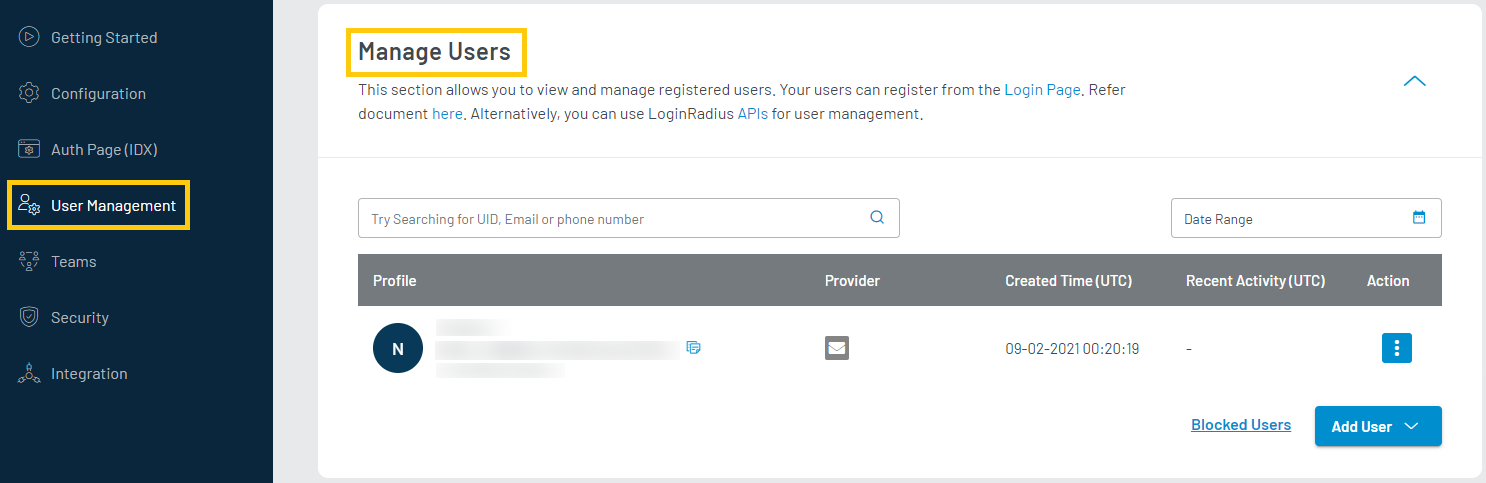 Getting Started
Configuration
Auth Page (IDX)
User Management
Teams
Security
Integration
Manage Users
This section allows you to view and manage registered users. Your users can register from the Login Page. Refer
document here. Alternatively, you can use LoginRadius APIs for user management.
Try Searching for UID, Email or phone number
Date Range
Profile Provider Created Time (UTC) Recent Activity (UTC) Action
N 09-02-2021 00:20:19 -
Blocked Users Add User